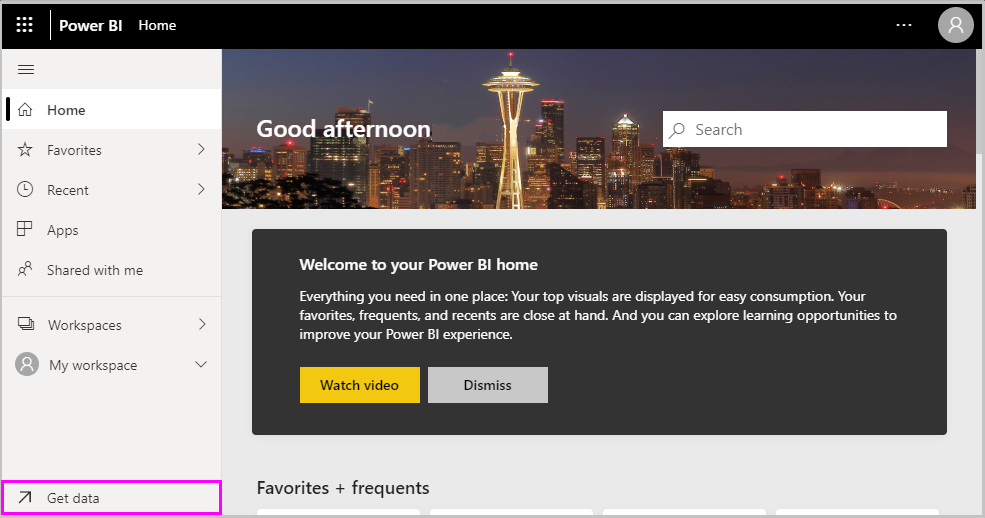 Power BI Home
Home
Favorites
Recent
Apps
Shared with me
Workspaces
My workspace
Get data
Good afternoon
Search
Welcome to your Power BI home
Everything you need in one place: Your top visuals are displayed for easy consumption. Your
favorites, frequents, and recents are close at hand. And you can explore learning opportunities to
improve your Power BI experience.
Watch video Dismiss
Favorites + frequents